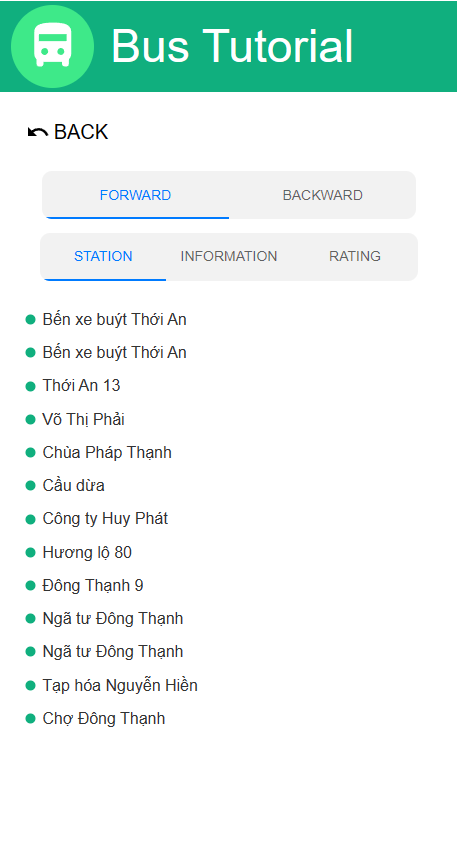 Bus Tutorial
BACK
FORWARD BACKWARD
STATION INFORMATION RATING
Bến xe buýt Thới An
Bến xe buýt Thới An
Thới An 13
Võ Thị Phải
Chùa Pháp Thạnh
Cầu dừa
Công ty Huy Phát
Hương lộ 80
Đông Thạnh 9
Ngã tư Đông Thạnh
Ngã tư Đông Thạnh
Tạp hóa Nguyễn Hiền
Chợ Đông Thạnh